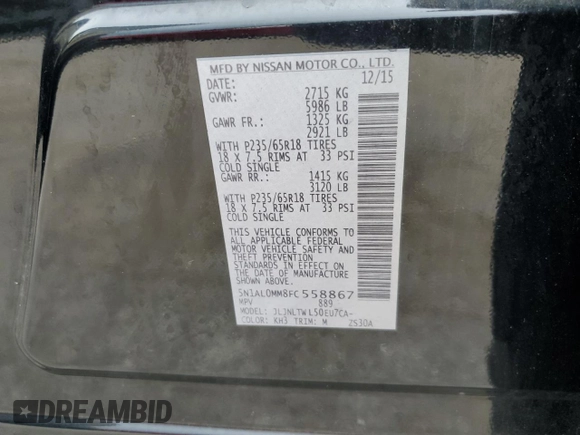 MFD BY NISSAN MOTOR CO., LTD.
DATE: 12/15
GVWR: 2715 KG
5986 LB
GAWR FR.: 1325 KG
2921 LB
WITH P235/65R18 TIRES
18 X 7.5 RIMS AT 33 PSI
COLD SINGLE
GAWR RR.: 1415 KG
3120 LB
WITH P235/65R18 TIRES
18 X 7.5 RIMS AT 33 PSI
COLD SINGLE
THIS VEHICLE CONFORMS TO
ALL APPLICABLE FEDERAL
MOTOR VEHICLE SAFETY AND
THEFT PREVENTION
STANDARDS IN EFFECT ON
THE DATE OF MANUFACTURE
SHOWN ABOVE.
5N1AL0MM8FC558867
MPV 889
MODEL: JLJNLTWL50EU7CA-
COLOR: KH3 TRIM: M 2S30A
DREAMBID